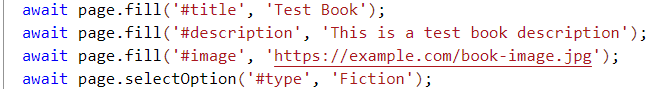 await page.fill('#title', 'Test Book');
await page.fill('#description', 'This is a test book description');
await page.fill('#image', 'https://example.com/book-image.jpg');
await page.selectOption('#type', 'Fiction');